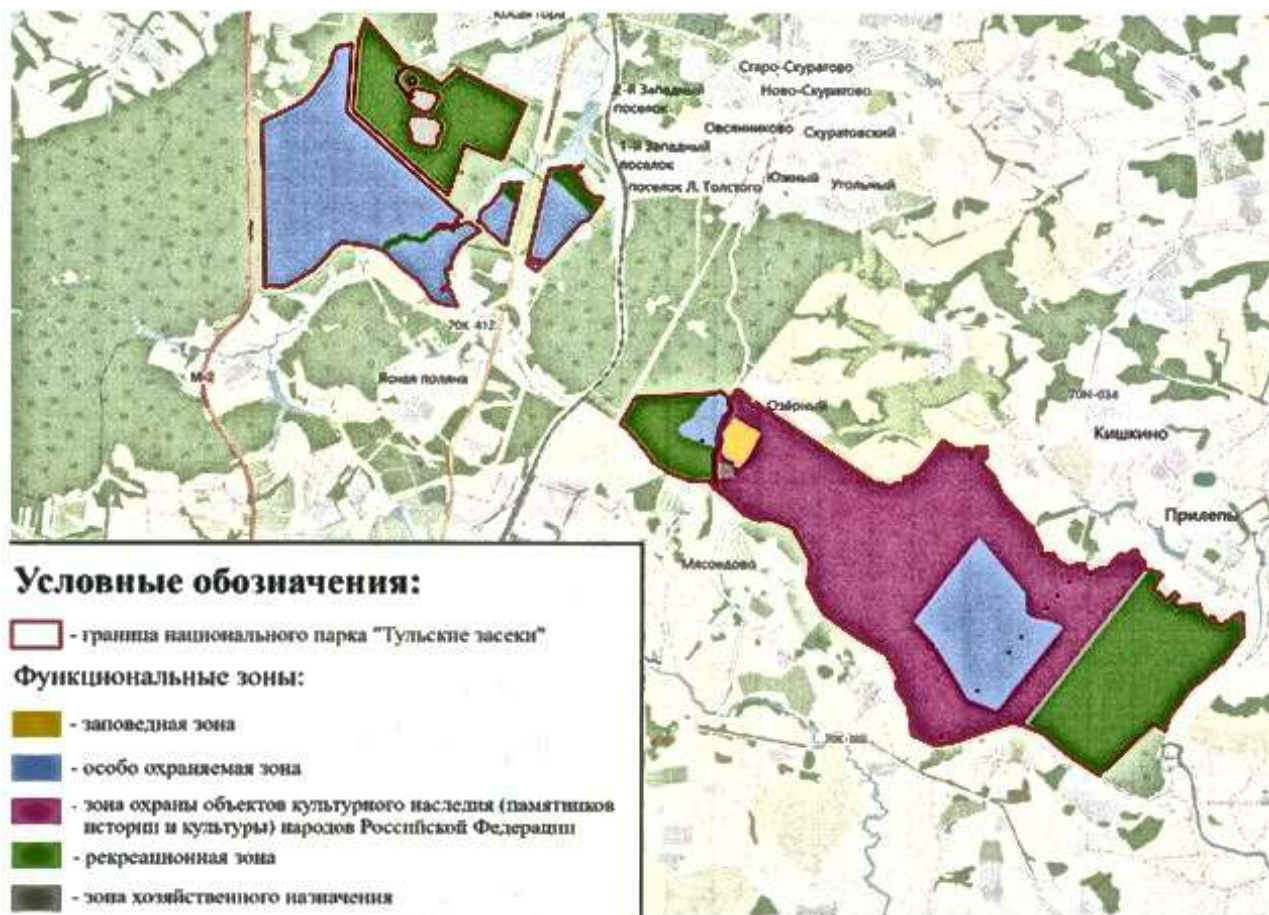 Старо-Скуратово
2-й Западный
поселок
Ново-Скуратово
Овсянниково
Скуратовский
1-й Западный
поселок
поселок Л. Толстого
Южный
Угольный
70К-412
М-2
Ясная поляна
Озёрный
70Н-034
Кишкино
Прилепы
Мясоедово
Условные обозначения:
- граница национального парка "Тульские засеки"
Функциональные зоны:
- заповедная зона
- особо охраняемая зона
- зона охраны объектов культурного наследия (памятников
истории и культуры) народов Российской Федерации
- рекреационная зона
- зона хозяйственного назначения